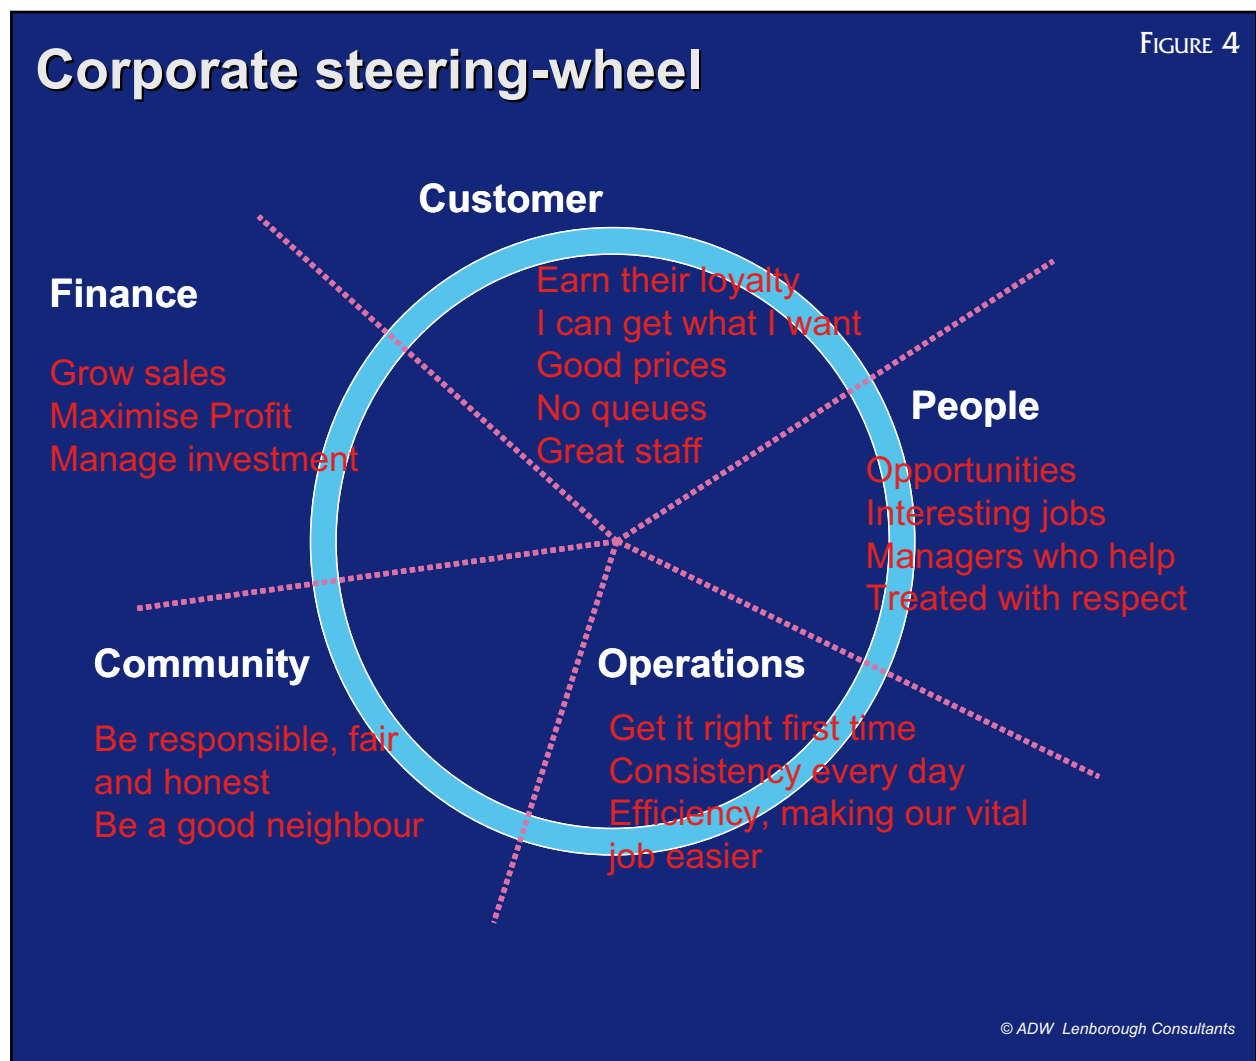 Figure 4
Corporate steering-wheel
Customer
Earn their loyalty
I can get what I want
Good prices
No queues
Great staff
Finance
Grow sales
Maximise Profit
Manage investment
People
Opportunities
Interesting jobs
Managers who help
Treated with respect
Community
Be responsible, fair
and honest
Be a good neighbour
Operations
Get it right first time
Consistency every day
Efficiency, making our vital
job easier
© ADW Lenborough Consultants